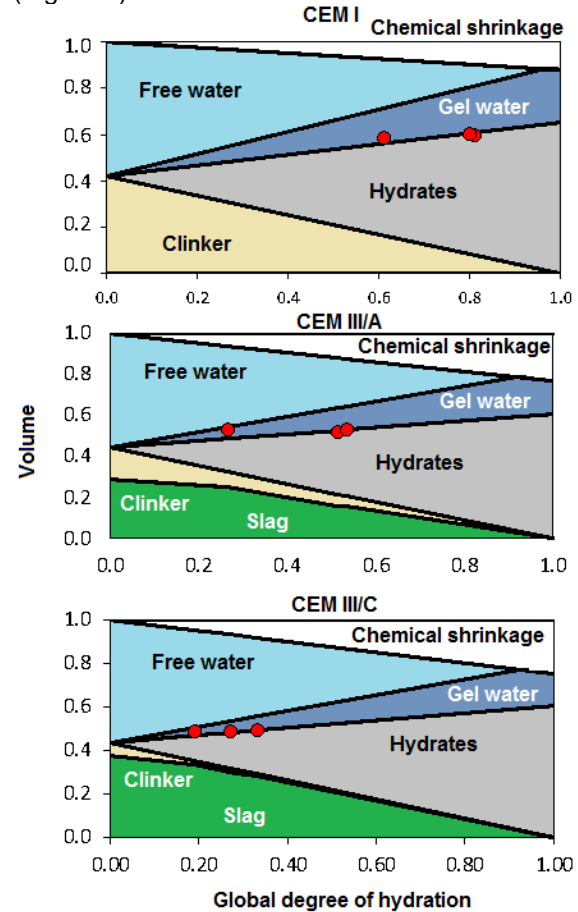 CEM I
Chemical shrinkage
1.0
Free water
0.8
Gel water
0.6
0.4
Hydrates
0.2
Clinker
0.0
0.0 0.2 0.4 0.6 0.8 1.0
CEM III/A
1.0
Chemical shrinkage
0.8
Free water
Gel water
0.6
Volume
0.4
Hydrates
0.2
Clinker
Slag
0.0
0.0 0.2 0.4 0.6 0.8 1.0
CEM III/C
1.0
Chemical shrinkage
0.8
Free water
Gel water
0.6
0.4
Hydrates
Clinker
0.2
Slag
0.0
0.00 0.20 0.40 0.60 0.80 1.00
Global degree of hydration